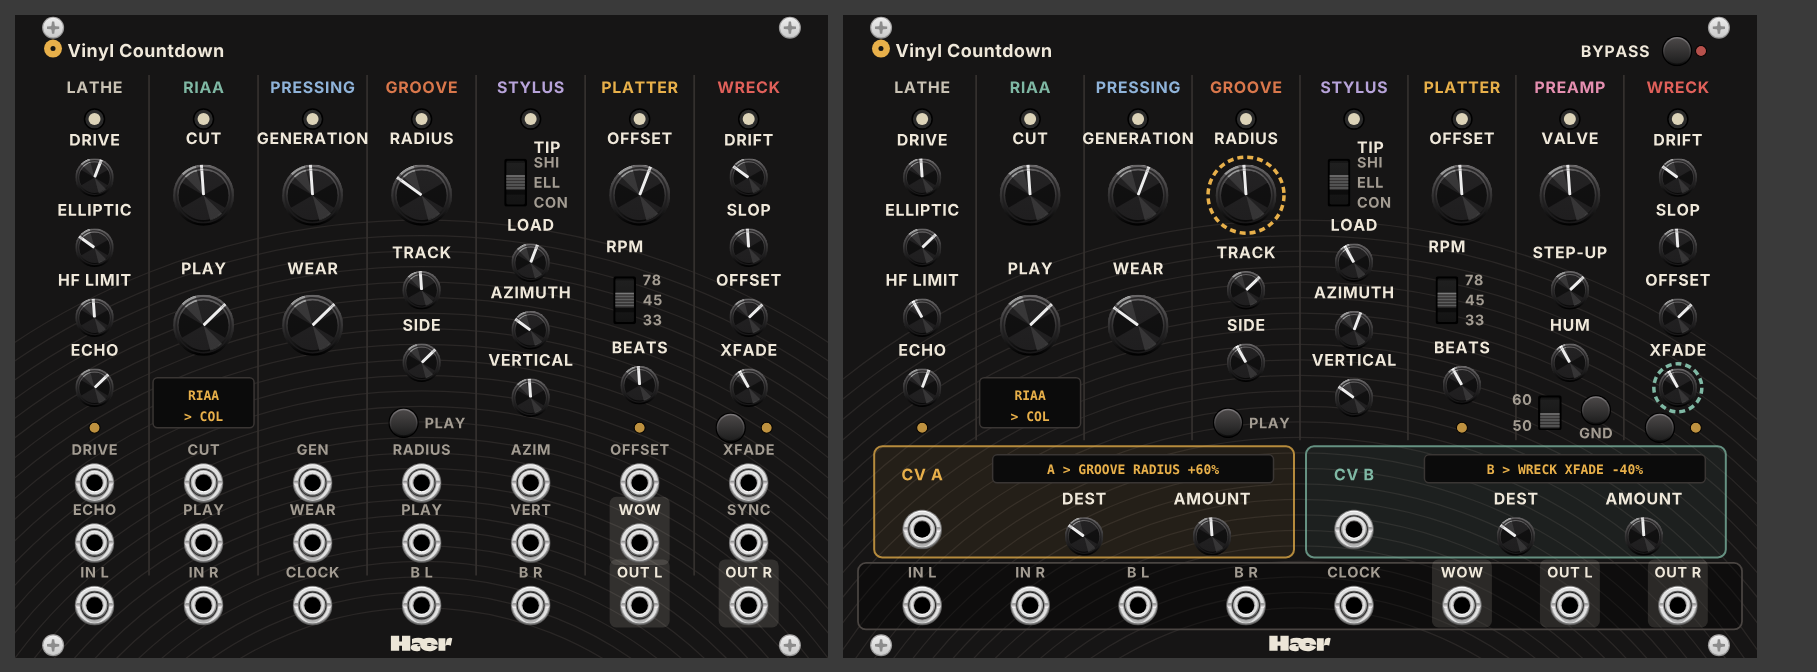 Vinyl Countdown
LATHE RIAA PRESSING GROOVE STYLUS PLATTER WRECK
DRIVE CUT GENERATION RADIUS TIP OFFSET DRIFT
SHI
ELL
CON
ELLIPTIC LOAD SLOP
PLAY WEAR TRACK RPM
HF LIMIT AZIMUTH 78 OFFSET
45
33
SIDE
ECHO VERTICAL BEATS XFADE
RIAA
> COL
PLAY
DRIVE CUT GEN RADIUS AZIM OFFSET XFADE
ECHO PLAY WEAR PLAY VERT WOW SYNC
IN L IN R CLOCK B L B R OUT L OUT R
Hær
Vinyl Countdown BYPASS
LATHE RIAA PRESSING GROOVE STYLUS PLATTER PREAMP WRECK
DRIVE CUT GENERATION RADIUS TIP OFFSET VALVE DRIFT
SHI
ELL
CON
ELLIPTIC LOAD SLOP
PLAY WEAR TRACK RPM STEP-UP
HF LIMIT AZIMUTH 78 OFFSET
45
33
SIDE HUM
ECHO VERTICAL BEATS XFADE
RIAA
> COL
60
50
PLAY GND
CV A A > GROOVE RADIUS +60%
DEST AMOUNT
CV B B > WRECK XFADE -40%
DEST AMOUNT
IN L IN R B L B R CLOCK WOW OUT L OUT R
Hær